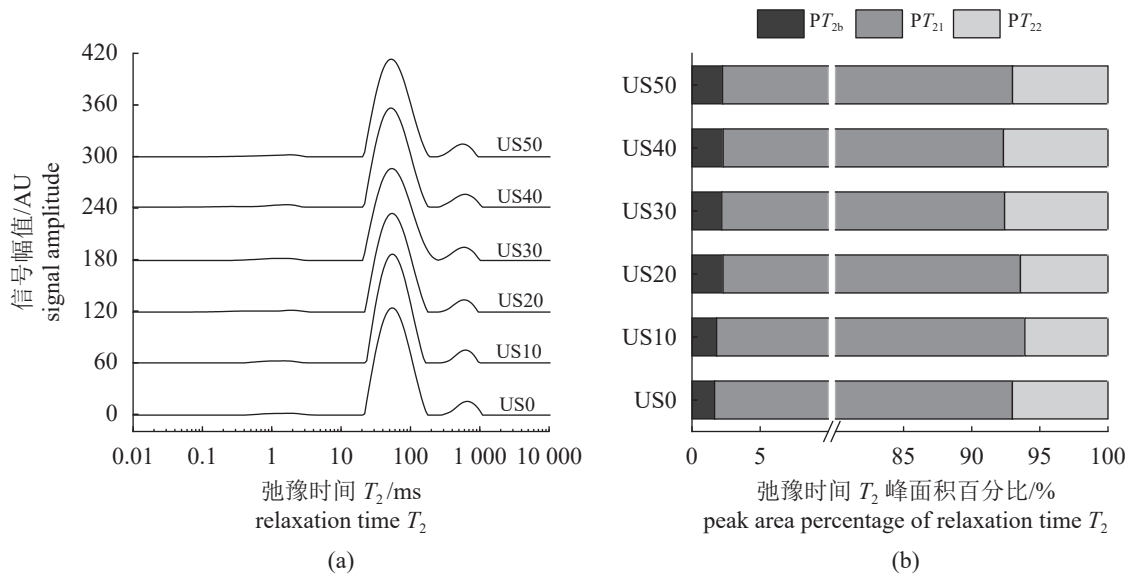 420
360
300
240
180
120
60
0
信号幅值/AU
signal amplitude
US50
US40
US30
US20
US10
US0
0.01 0.1 1 10 100 1 000 10 000
弛豫时间 T2/ms
relaxation time T2
(a)
PT2b PT21 PT22
US50
US40
US30
US20
US10
US0
0 5 85 90 95 100
弛豫时间 T2 峰面积百分比/%
peak area percentage of relaxation time T2
(b)